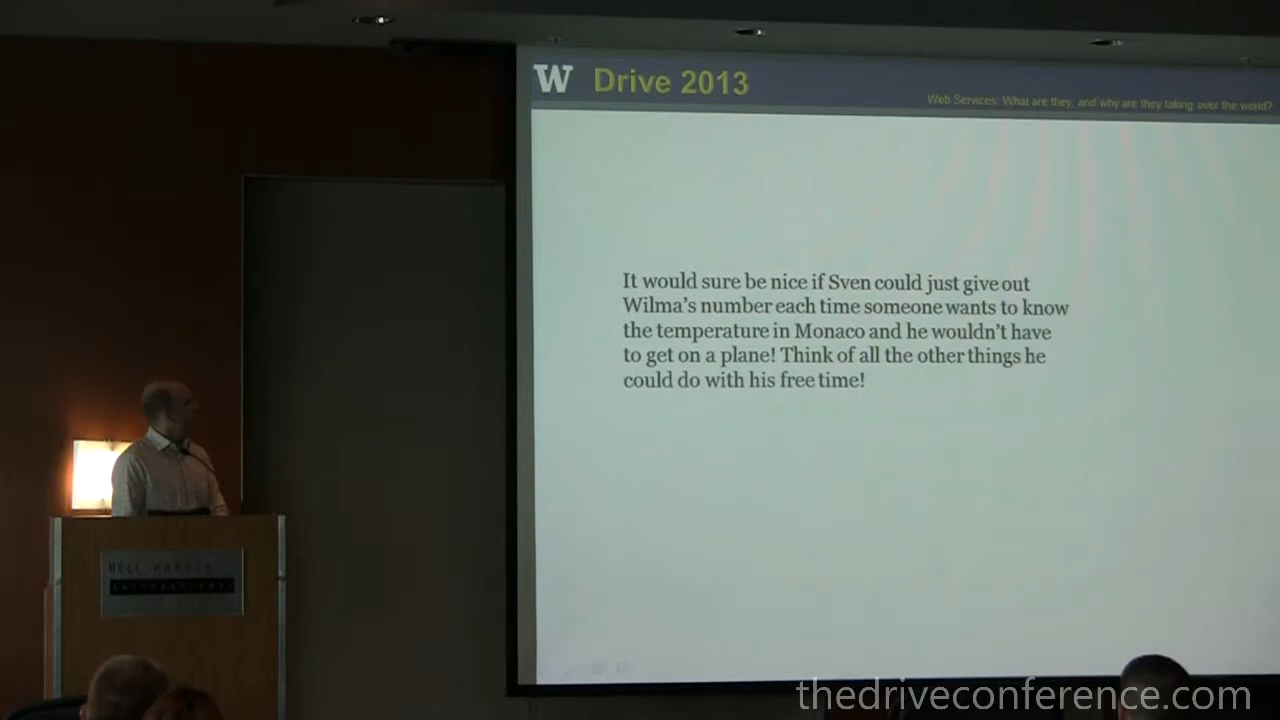 W Drive 2013
Web Services: What are they, and why are they taking over the world?
It would sure be nice if Sven could just give out
Wilma's number each time someone wants to know
the temperature in Monaco and he wouldn't have
to get on a plane! Think of all the other things he
could do with his free time!
BELL HARBOR
INTERNATIONAL
thedriveconference.com